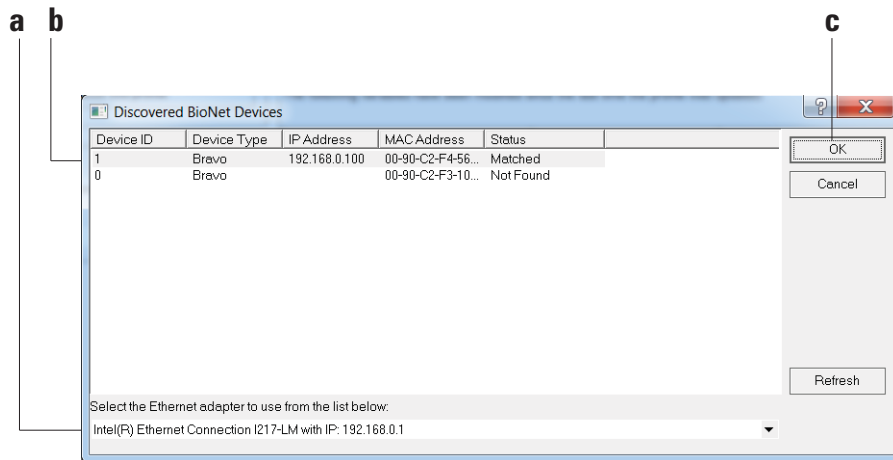 a b c
Discovered BioNet Devices
Device ID Device Type IP Address MAC Address Status
1 Bravo 192.168.0.100 00-90-C2-F4-56... Matched
0 Bravo 00-90-C2-F3-10... Not Found
OK
Cancel
Refresh
Select the Ethernet adapter to use from the list below:
Intel(R) Ethernet Connection I217-LM with IP: 192.168.0.1